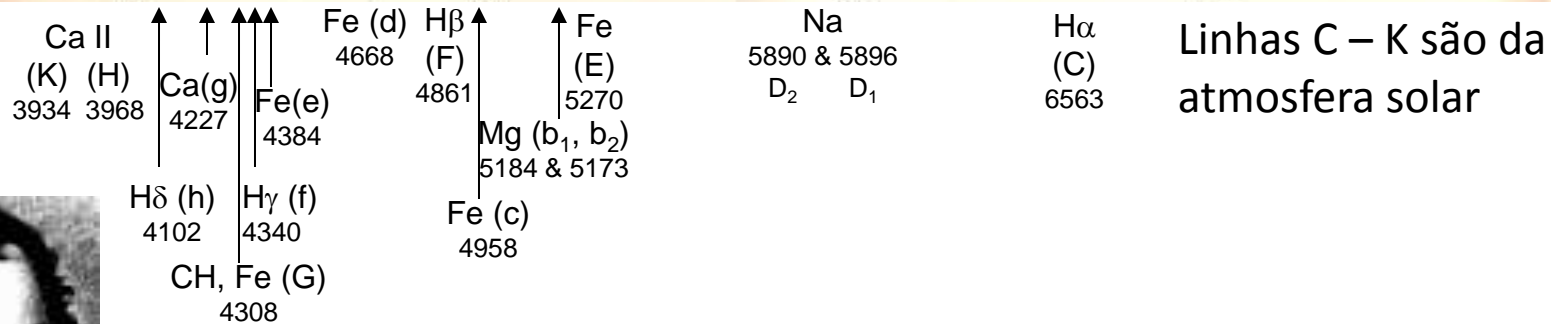 Ca II
(K) (H)
3934 3968
Ca(g)
4227
Fe(e)
4384
Fe (d)
4668
Hβ
(F)
4861
Fe
(E)
5270
Mg (b₁, b₂)
5184 & 5173
Na
5890 & 5896
D₂ D₁
Hα
(C)
6563
Linhas C – K são da
atmosfera solar
Hδ (h)
4102
Hγ (f)
4340
Fe (c)
4958
CH, Fe (G)
4308